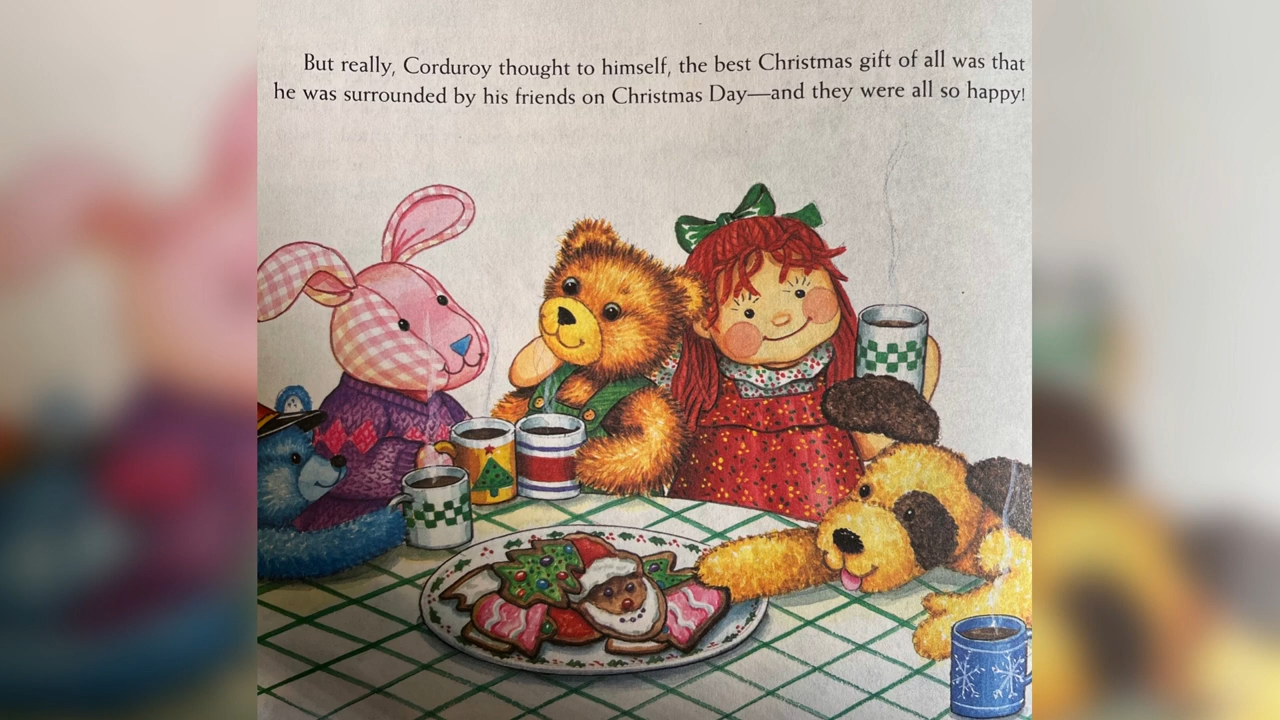 But really, Corduroy thought to himself, the best Christmas gift of all was that
he was surrounded by his friends on Christmas Day—and they were all so happy!